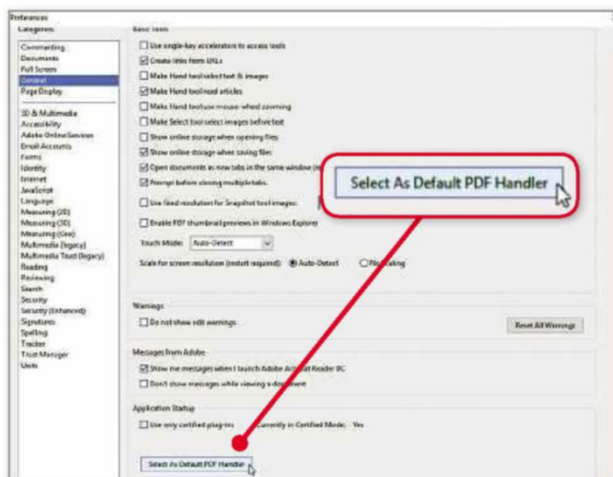 Preferences
Categories:
Commenting
Documents
Full Screen
General
Page Display
3D & Multimedia
Accessibility
Adobe Online Services
Email Accounts
Forms
Identity
Internet
JavaScript
Language
Measuring (2D)
Measuring (3D)
Measuring (Geo)
Multimedia (legacy)
Multimedia Trust (legacy)
Reading
Reviewing
Search
Security
Security (Enhanced)
Signatures
Spelling
Tracker
Trust Manager
Units
Basic Tools
Use single-key accelerators to access tools
Create links from URLs
Make Hand tool select text & images
Make Hand tool read articles
Make Hand tool use mouse-wheel zooming
Make Select tool select images before text
Show online storage when opening files
Show online storage when saving files
Open documents as new tabs in the same window
Prompt before closing multiple tabs.
Use fixed resolution for Snapshot tool images:
Enable PDF thumbnail previews in Windows Explorer
Touch Mode: Auto-Detect
Scale for screen resolution (restart required): Auto-Detect No scaling
Select As Default PDF Handler
Warnings
Do not show edit warnings
Reset All Warnings
Messages from Adobe
Show me messages when I launch Adobe Acrobat Reader DC
Don't show messages while viewing a document
Application Startup
Use only certified plug-ins Currently in Certified Mode: Yes
Select As Default PDF Handler